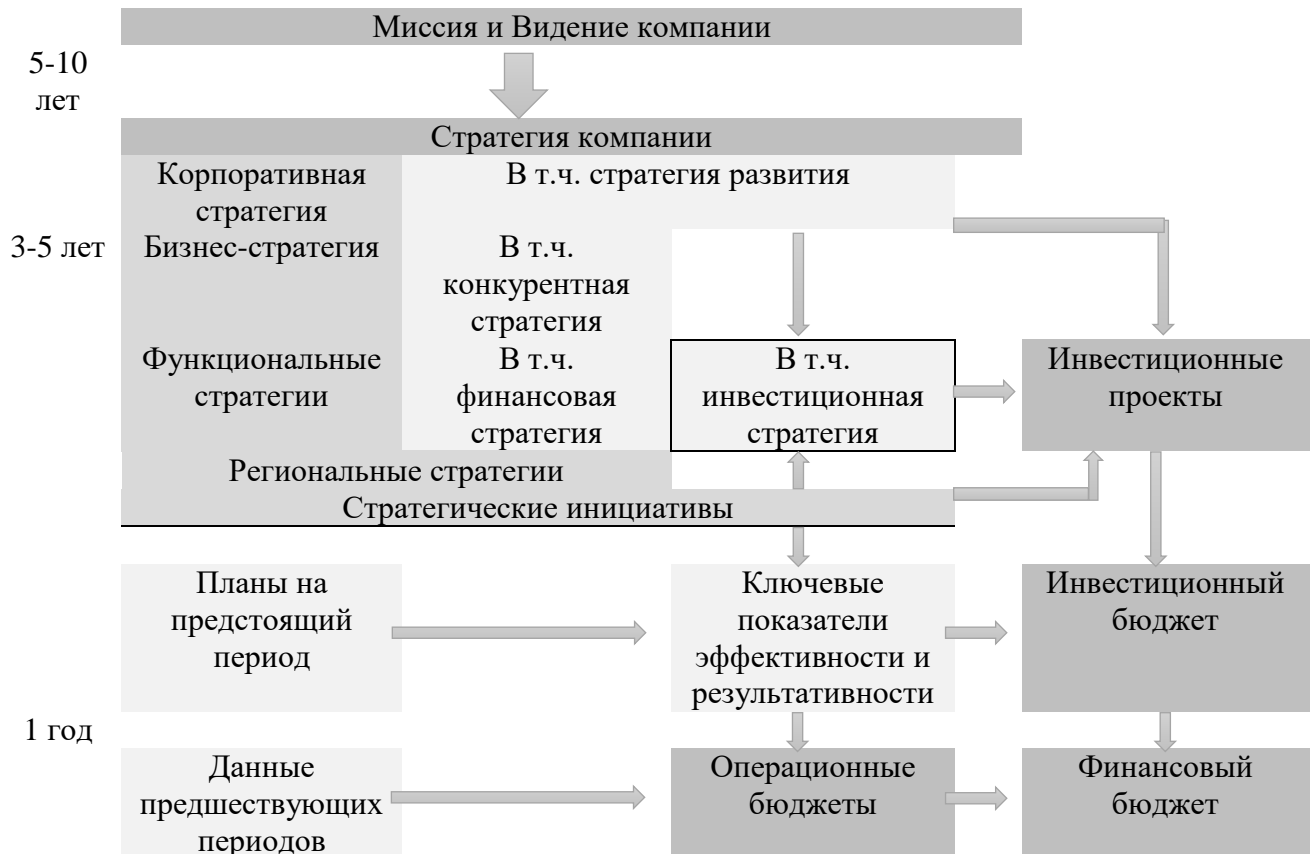 Миссия и Видение компании
5-10
лет
Стратегия компании
Корпоративная
стратегия
В т.ч. стратегия развития
3-5 лет
Бизнес-стратегия
В т.ч.
конкурентная
стратегия
Функциональные
стратегии
В т.ч.
финансовая
стратегия
В т.ч.
инвестиционная
стратегия
Инвестиционные
проекты
Региональные стратегии
Стратегические инициативы
Планы на
предстоящий
период
Ключевые
показатели
эффективности и
результативности
Инвестиционный
бюджет
1 год
Данные
предшествующих
периодов
Операционные
бюджеты
Финансовый
бюджет